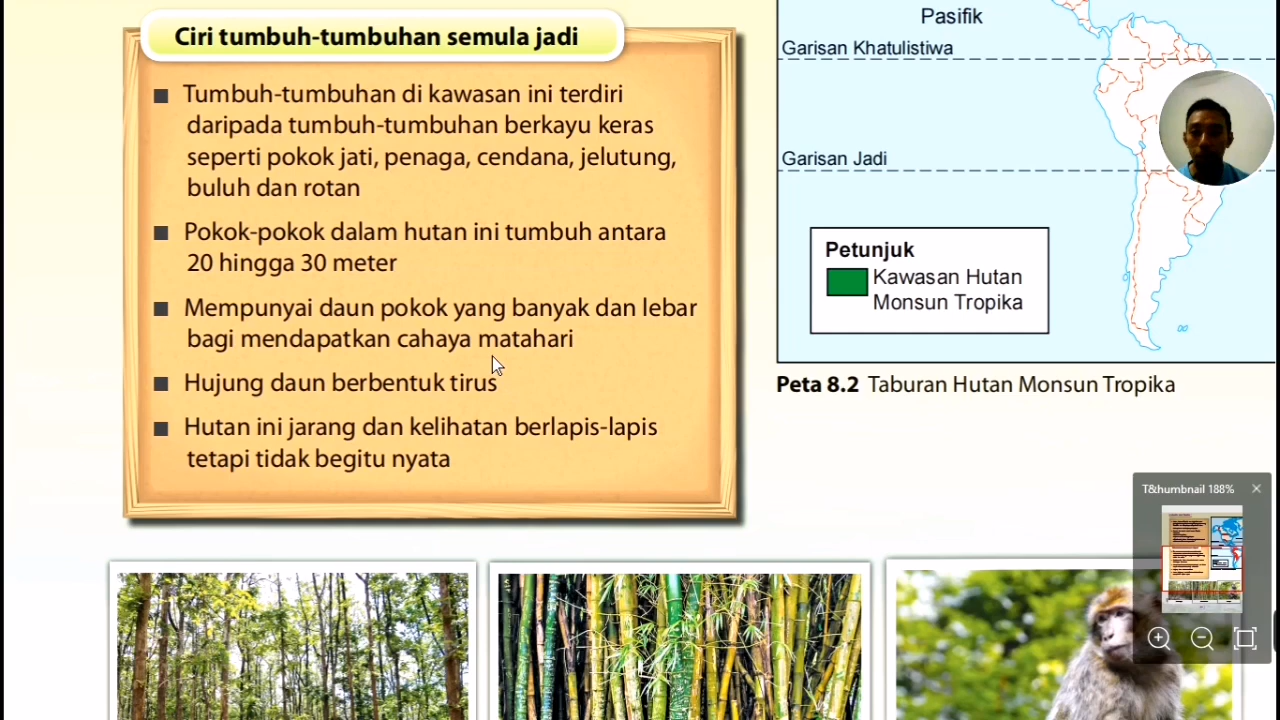 Ciri tumbuh-tumbuhan semula jadi
■ Tumbuh-tumbuhan di kawasan ini terdiri
daripada tumbuh-tumbuhan berkayu keras
seperti pokok jati, penaga, cendana, jelutung,
buluh dan rotan
■ Pokok-pokok dalam hutan ini tumbuh antara
20 hingga 30 meter
■ Mempunyai daun pokok yang banyak dan lebar
bagi mendapatkan cahaya matahari
■ Hujung daun berbentuk tirus
■ Hutan ini jarang dan kelihatan berlapis-lapis
tetapi tidak begitu nyata
Pasifik
Garisan Khatulistiwa
Garisan Jadi
Petunjuk
Kawasan Hutan
Monsun Tropika
Peta 8.2 Taburan Hutan Monsun Tropika
T&humbnail 188%